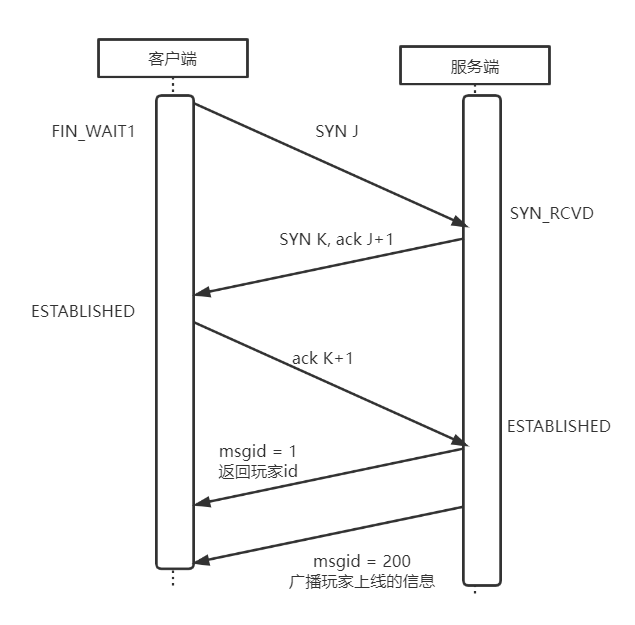 客户端
服务端
FIN_WAIT1
SYN J
SYN_RCVD
SYN K, ack J+1
ESTABLISHED
ack K+1
ESTABLISHED
msgid = 1
返回玩家id
msgid = 200
广播玩家上线的信息